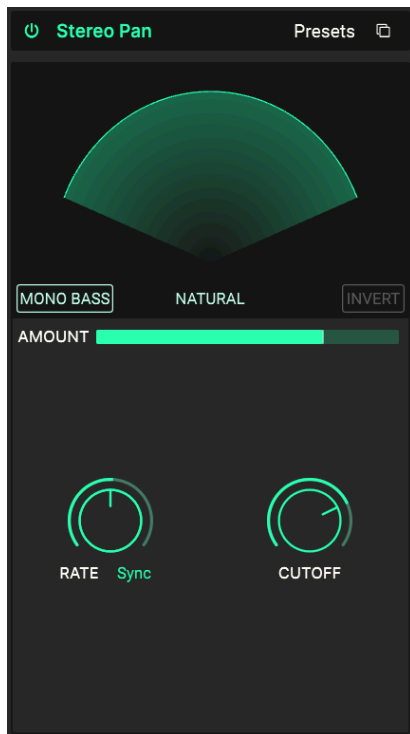 Stereo Pan Presets
MONO BASS NATURAL INVERT
AMOUNT
RATE Sync CUTOFF